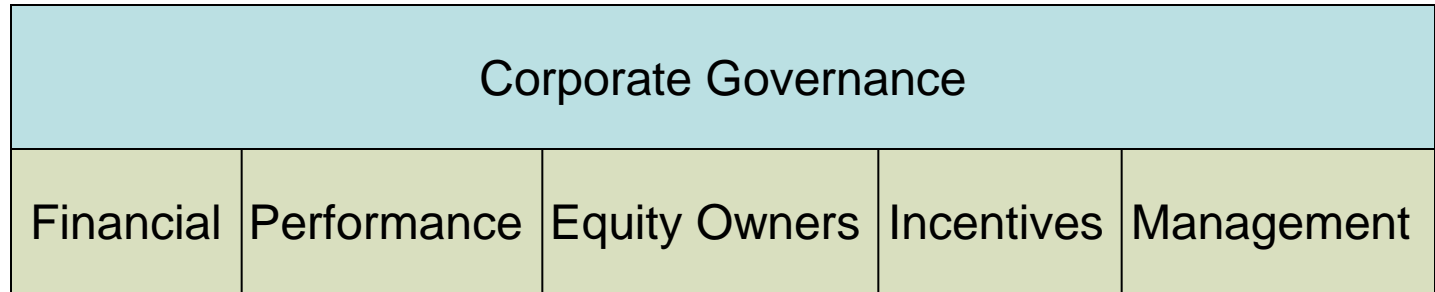 Corporate Governance
Financial Performance Equity Owners Incentives Management